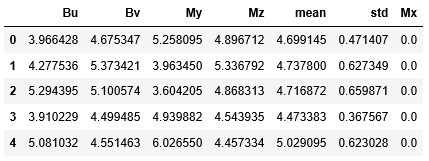 Bu Bv My Mz mean std Mx
0 3.966428 4.675347 5.258095 4.896712 4.699145 0.471407 0.0
1 4.277536 5.373421 3.963450 5.336792 4.737800 0.627349 0.0
2 5.294395 5.100574 3.604205 4.868313 4.716872 0.659871 0.0
3 3.910229 4.499485 4.939882 4.543935 4.473383 0.367567 0.0
4 5.081032 4.551463 6.026550 4.457334 5.029095 0.623028 0.0